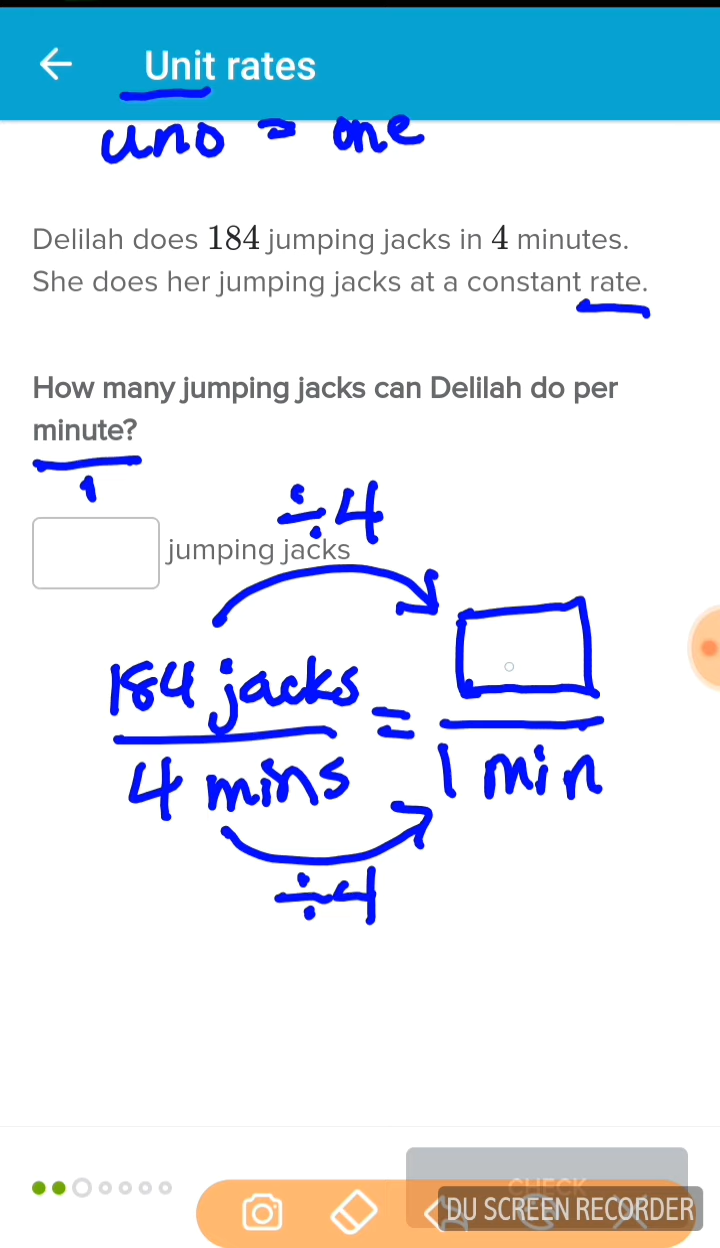 Unit rates
uno = one
Delilah does 184 jumping jacks in 4 minutes.
She does her jumping jacks at a constant rate.
How many jumping jacks can Delilah do per
minute?
1
÷4
jumping jacks
184 jacks =
4 mins 1 min
÷4
CHECK
DU SCREEN RECORDER